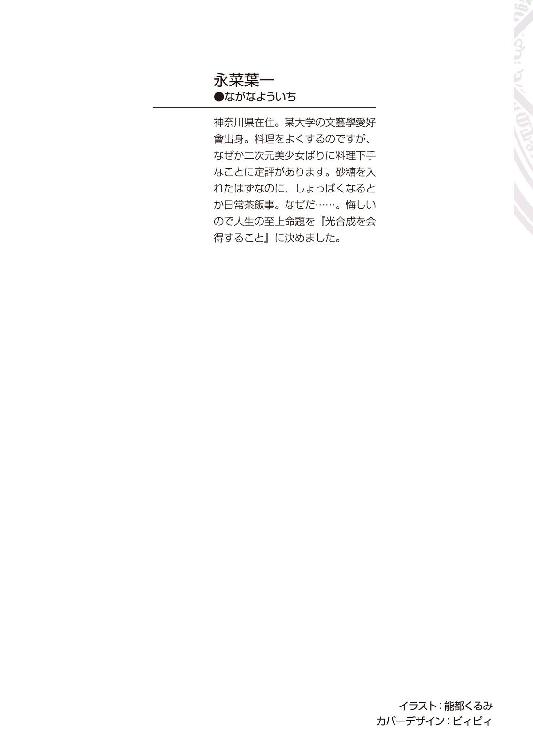 永菜葉一
●ながなよういち
神奈川県在住。某大学の文藝學愛好
會出身。料理をよくするのですが、
なぜか二次元美少女ばりに料理下手
なことに定評があります。砂糖を入
れたはずなのに、しょっぱくなると
か日常茶飯事。なぜだ……。悔しい
ので人生の至上命題を『光合成を会
得すること』に決めました。
イラスト：能都くるみ
カバーデザイン：ビィピィ